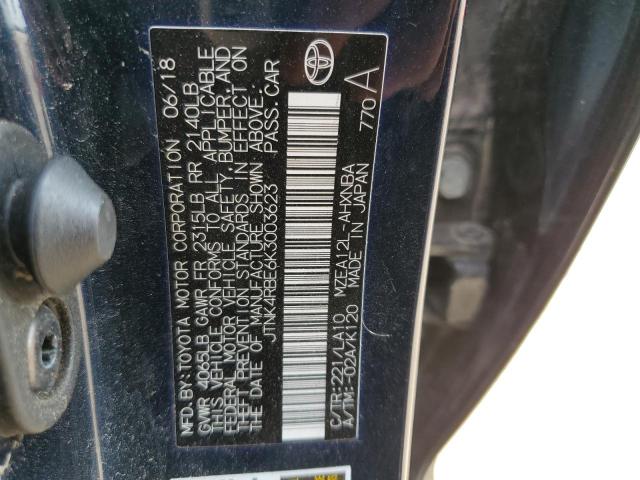 MFD. BY: TOYOTA MOTOR CORPORATION 06/18
GVWR 4065LB GAWR FR 2315LB RR 2140LB
THIS VEHICLE CONFORMS TO ALL APPLICABLE
FEDERAL MOTOR VEHICLE SAFETY, BUMPER, AND
THEFT PREVENTION STANDARDS IN EFFECT ON
THE DATE OF MANUFACTURE SHOWN ABOVE.
JTNK4RBE6K3003623 PASS. CAR
C/TR: 221/LA10 MZEA12L-AHXNBA
A/TM: -02A/K120 MADE IN JAPAN
770 A